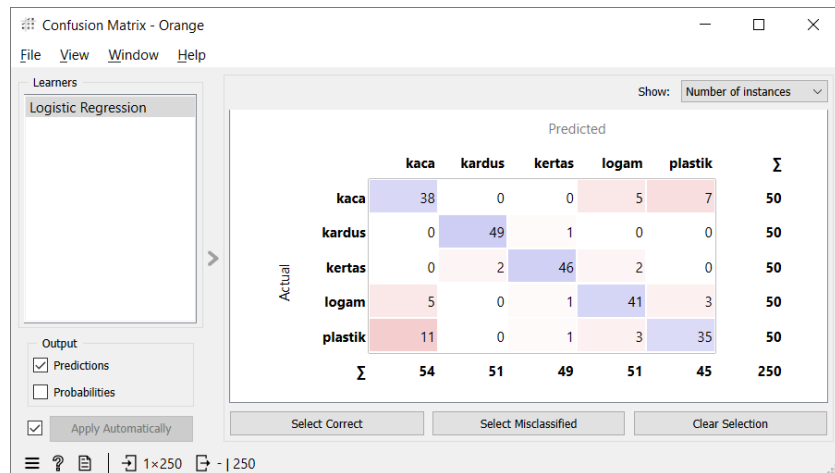 Confusion Matrix - Orange
File View Window Help
Learners
Logistic Regression
Show: Number of instances
Predicted
kaca kardus kertas logam plastik Σ
kaca 38 0 0 5 7 50
kardus 0 49 1 0 0 50
Actual
kertas 0 2 46 2 0 50
logam 5 0 1 41 3 50
plastik 11 0 1 3 35 50
Σ 54 51 49 51 45 250
Output
Predictions
Probabilities
Apply Automatically
Select Correct Select Misclassified Clear Selection
? 1×250 - | 250